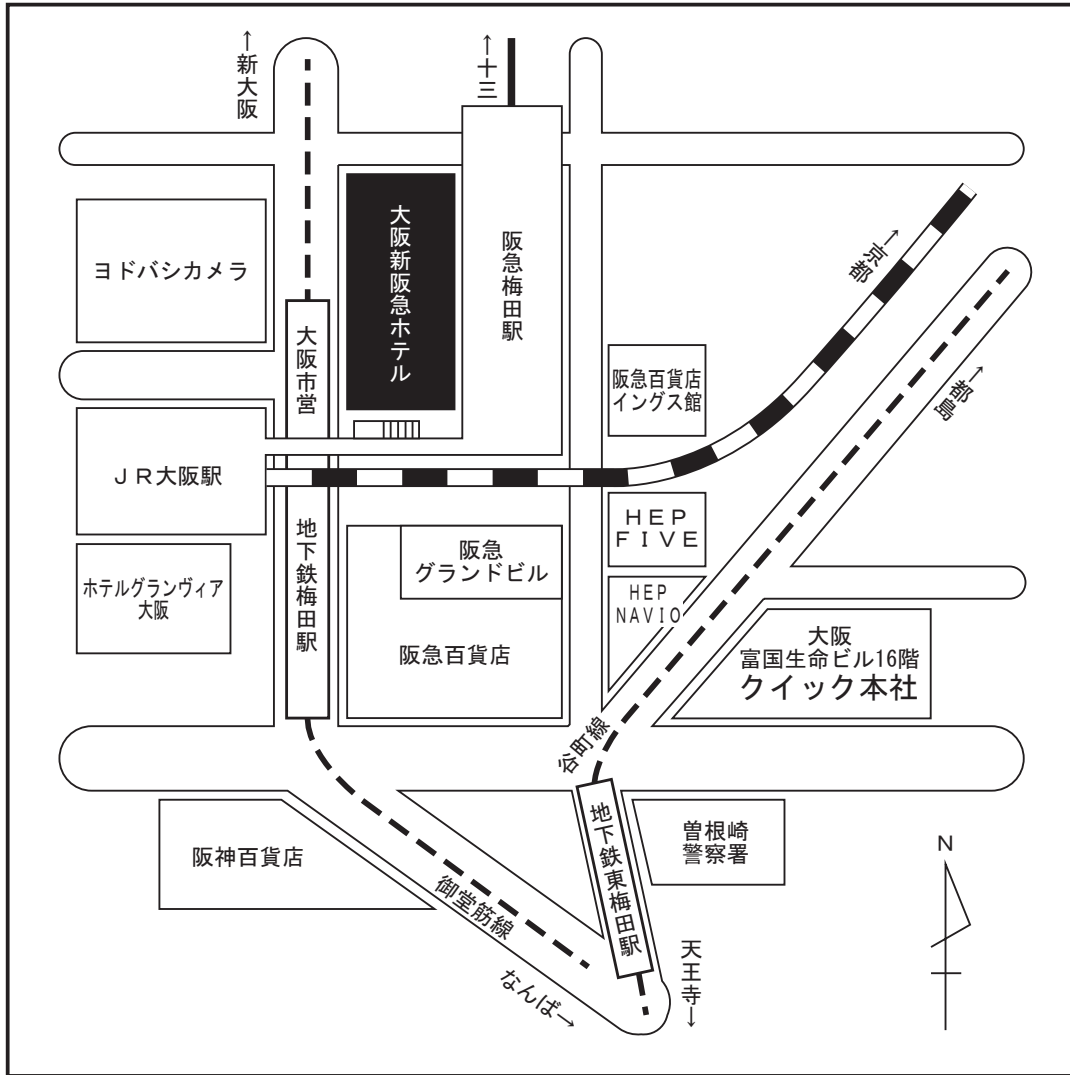 ↑新大阪
↑十三
ヨドバシカメラ
大阪新阪急ホテル
阪急梅田駅
↑京都
大阪市営
阪急百貨店
イングス館
↑都島
ＪＲ大阪駅
地下鉄梅田駅
ＨＥＰ
ＦＩＶＥ
阪急
グランドビル
ホテルグランヴィア
大阪
HEP
NAVIO
阪急百貨店
大阪
富国生命ビル16階
クイック本社
谷町線
阪神百貨店
地下鉄東梅田駅
曽根崎
警察署
N
御堂筋線
なんば→
天王寺↓